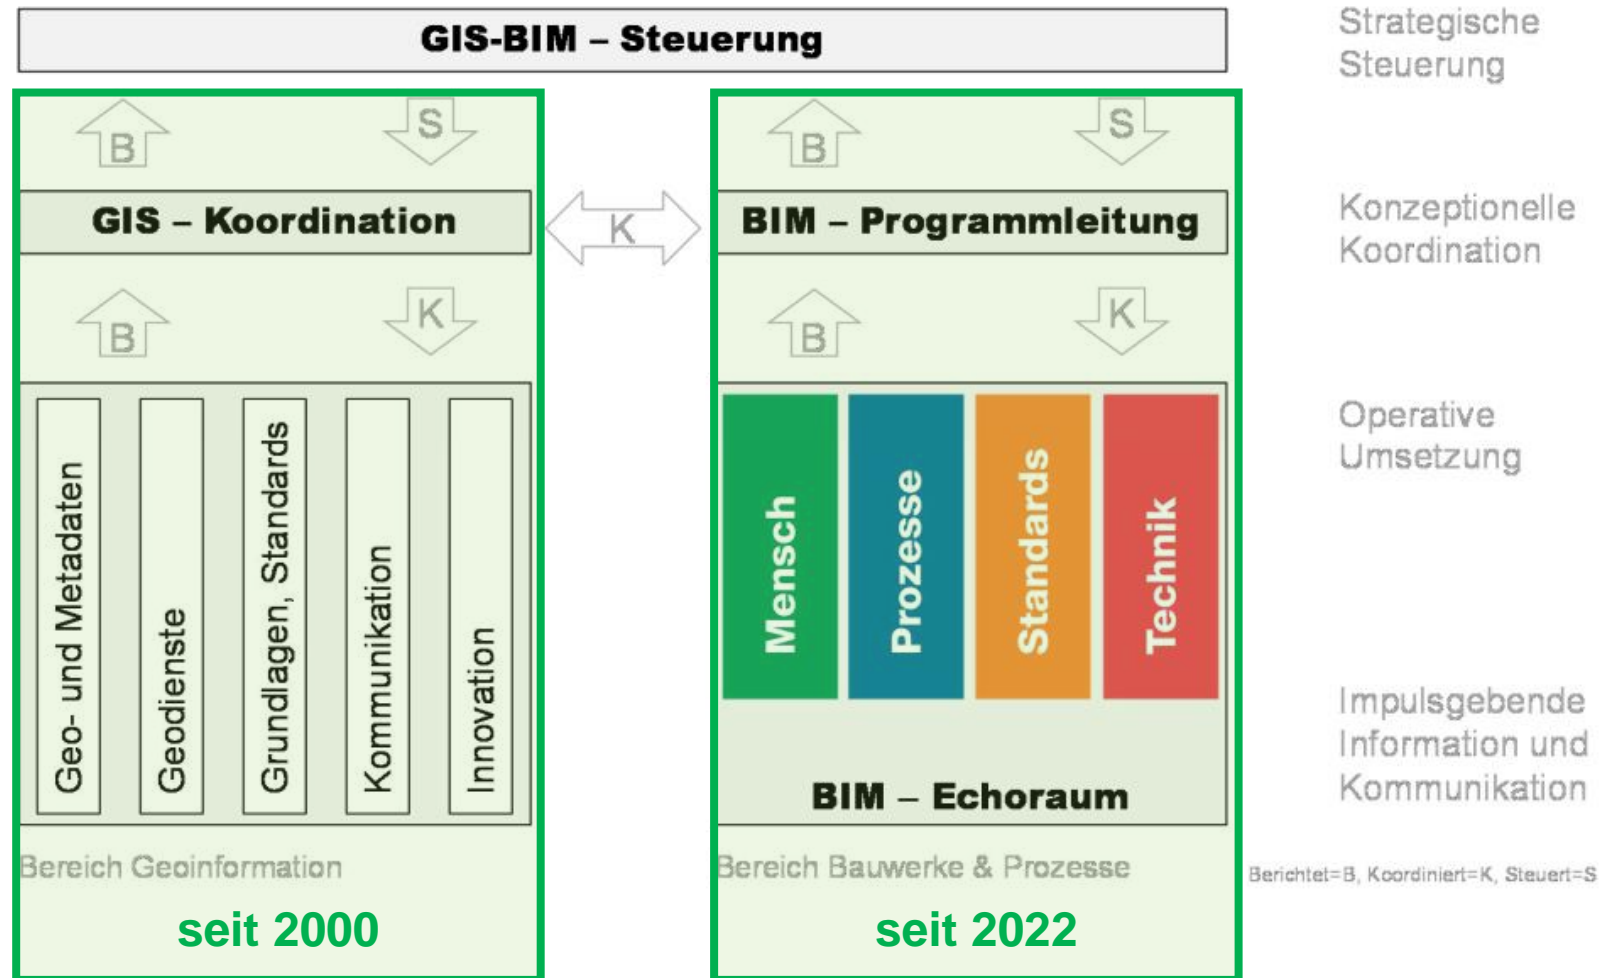 GIS-BIM – Steuerung
Strategische
Steuerung
B
S
B
S
GIS – Koordination
K
BIM – Programmleitung
Konzeptionelle
Koordination
B
K
B
K
Geo- und Metadaten
Geodienste
Grundlagen, Standards
Kommunikation
Innovation
Mensch
Prozesse
Standards
Technik
Operative
Umsetzung
BIM – Echoraum
Impulsgebende
Information und
Kommunikation
Bereich Geoinformation
Bereich Bauwerke & Prozesse
Berichtet=B, Koordiniert=K, Steuert=S
seit 2000
seit 2022